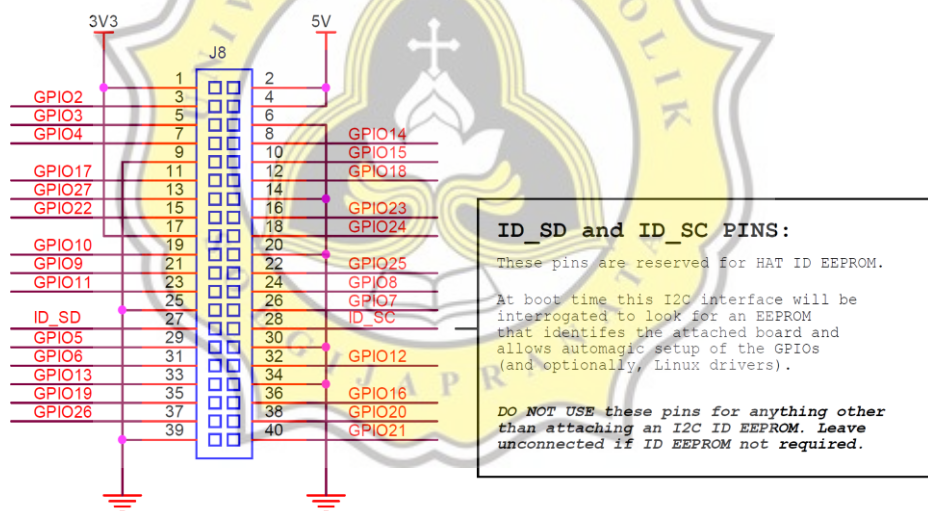 3V3 5V
J8
1 2
GPIO2 3 4
GPIO3 5 6
GPIO4 7 8 GPIO14
9 10 GPIO15
GPIO17 11 12 GPIO18
GPIO27 13 14
GPIO22 15 16 GPIO23
17 18 GPIO24
GPIO10 19 20
GPIO9 21 22 GPIO25
GPIO11 23 24 GPIO8
25 26 GPIO7
ID_SD 27 28 ID_SC
GPIO5 29 30
GPIO6 31 32 GPIO12
GPIO13 33 34
GPIO19 35 36 GPIO16
GPIO26 37 38 GPIO20
39 40 GPIO21
ID_SD and ID_SC PINS:
These pins are reserved for HAT ID EEPROM.
At boot time this I2C interface will be
interrogated to look for an EEPROM
that identifes the attached board and
allows automagic setup of the GPIOs
(and optionally, Linux drivers).
DO NOT USE these pins for anything other
than attaching an I2C ID EEPROM. Leave
unconnected if ID EEPROM not required.